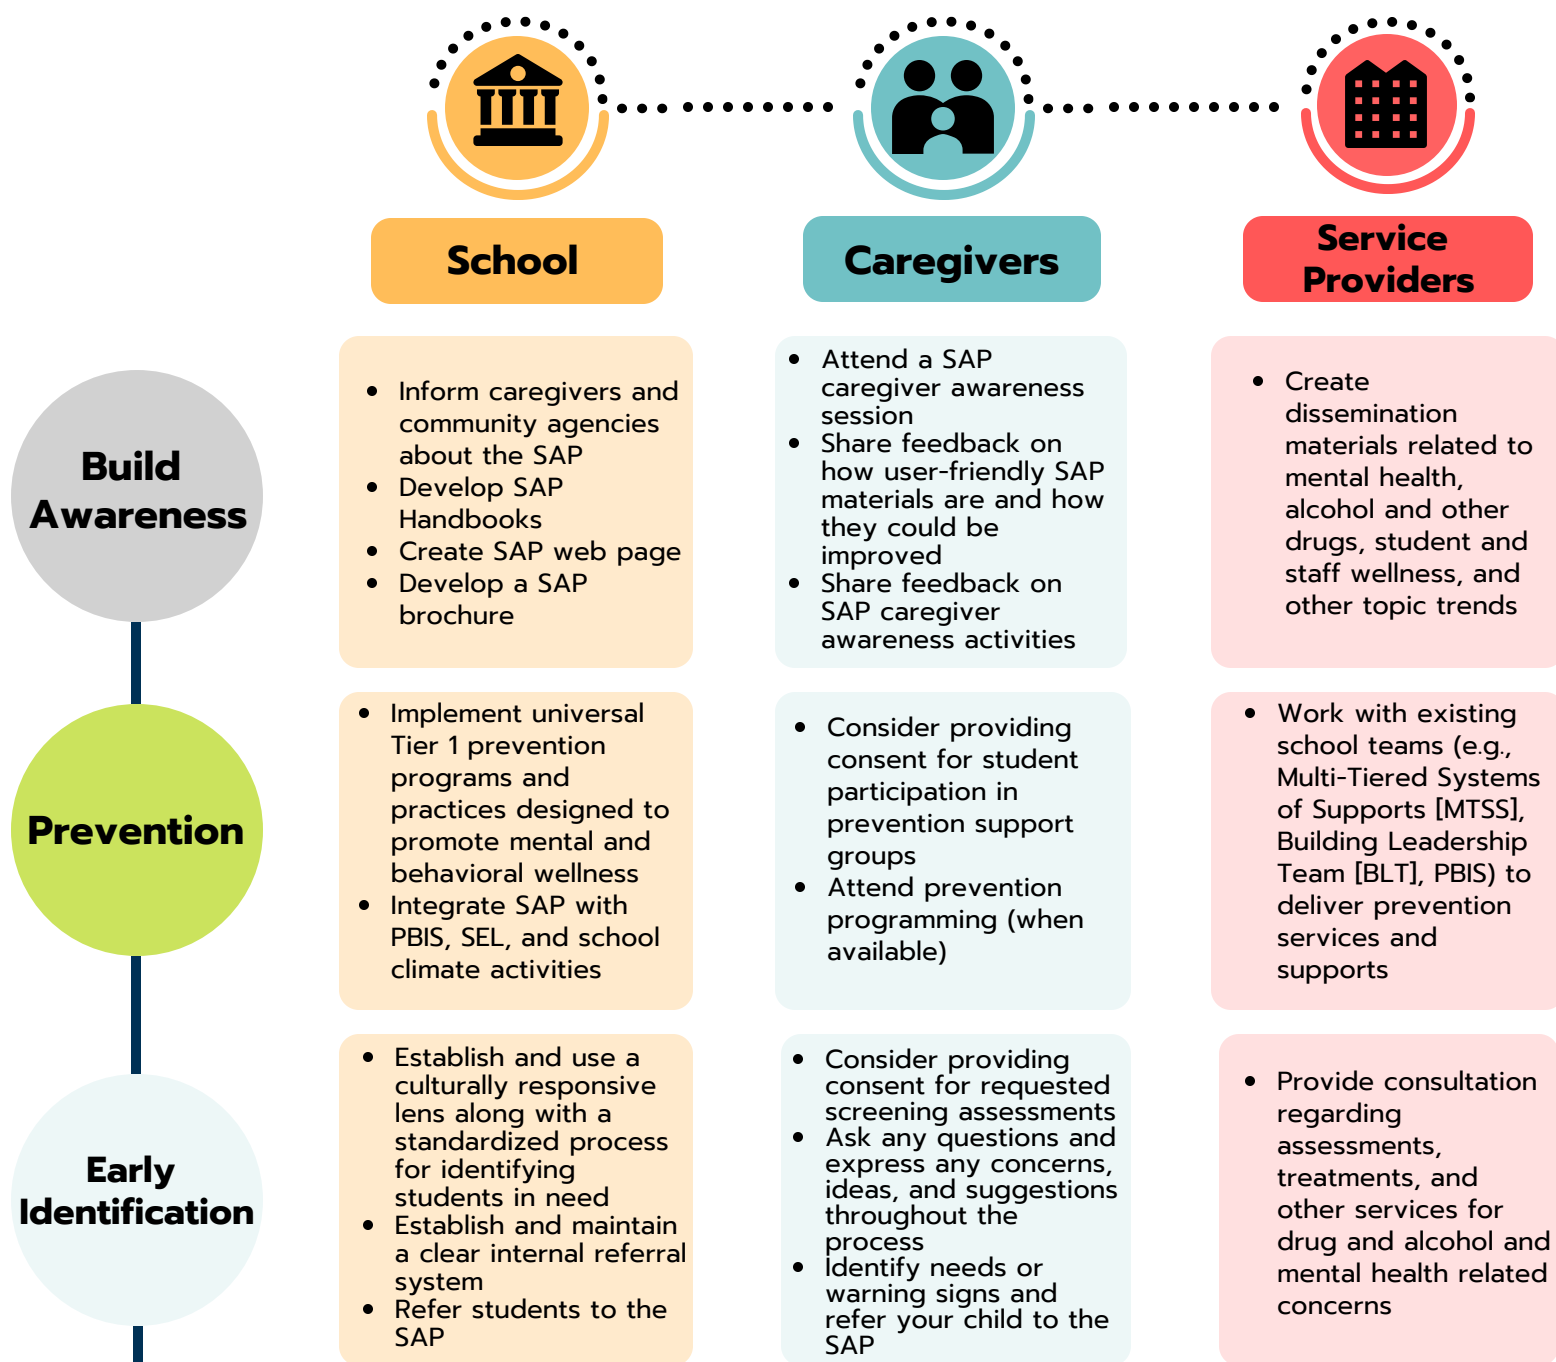 School
Caregivers
Service
Providers
Build
Awareness
• Inform caregivers and
community agencies
about the SAP
• Develop SAP
Handbooks
• Create SAP web page
• Develop a SAP
brochure
• Attend a SAP
caregiver awareness
session
• Share feedback on
how user-friendly SAP
materials are and how
they could be
improved
• Share feedback on
SAP caregiver
awareness activities
• Create
dissemination
materials related to
mental health,
alcohol and other
drugs, student and
staff wellness, and
other topic trends
Prevention
• Implement universal
Tier 1 prevention
programs and
practices designed to
promote mental and
behavioral wellness
• Integrate SAP with
PBIS, SEL, and school
climate activities
• Consider providing
consent for student
participation in
prevention support
groups
• Attend prevention
programming (when
available)
• Work with existing
school teams (e.g.,
Multi-Tiered Systems
of Supports [MTSS],
Building Leadership
Team [BLT], PBIS) to
deliver prevention
services and
supports
Early
Identification
• Establish and use a
culturally responsive
lens along with a
standardized process
for identifying
students in need
• Establish and maintain
a clear internal referral
system
• Refer students to the
SAP
• Consider providing
consent for requested
screening assessments
• Ask any questions and
express any concerns,
ideas, and suggestions
throughout the
process
• Identify needs or
warning signs and
refer your child to the
SAP
• Provide consultation
regarding
assessments,
treatments, and
other services for
drug and alcohol and
mental health related
concerns